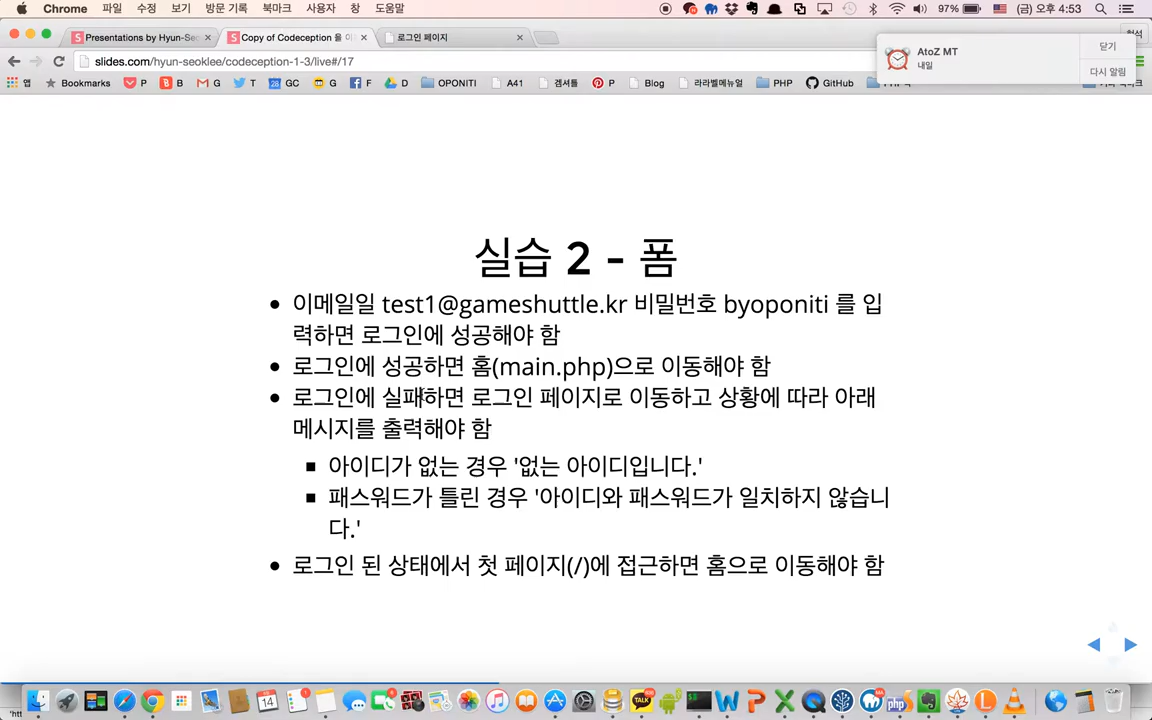 Chrome 파일 수정 보기 방문 기록 북마크 사용자 창 도움말 97% (금) 오후 4:53
Presentations by Hyun-Se Copy of Codeception 을 이 로그인 페이지
slides.com/hyun-seoklee/codeception-1-3/live#/17
AtoZ MT
내일
닫기
다시 알림
앱 Bookmarks P B G T GC G F D OPONITI A41 겜셔틀 P Blog 라라벨메뉴얼 PHP GitHub
실습 2 - 폼
이메일일 test1@gameshuttle.kr 비밀번호 byoponiti 를 입
력하면 로그인에 성공해야 함
로그인에 성공하면 홈(main.php)으로 이동해야 함
로그인에 실패하면 로그인 페이지로 이동하고 상황에 따라 아래
메시지를 출력해야 함
아이디가 없는 경우 '없는 아이디입니다.'
패스워드가 틀린 경우 '아이디와 패스워드가 일치하지 않습니
다.'
로그인 된 상태에서 첫 페이지(/)에 접근하면 홈으로 이동해야 함